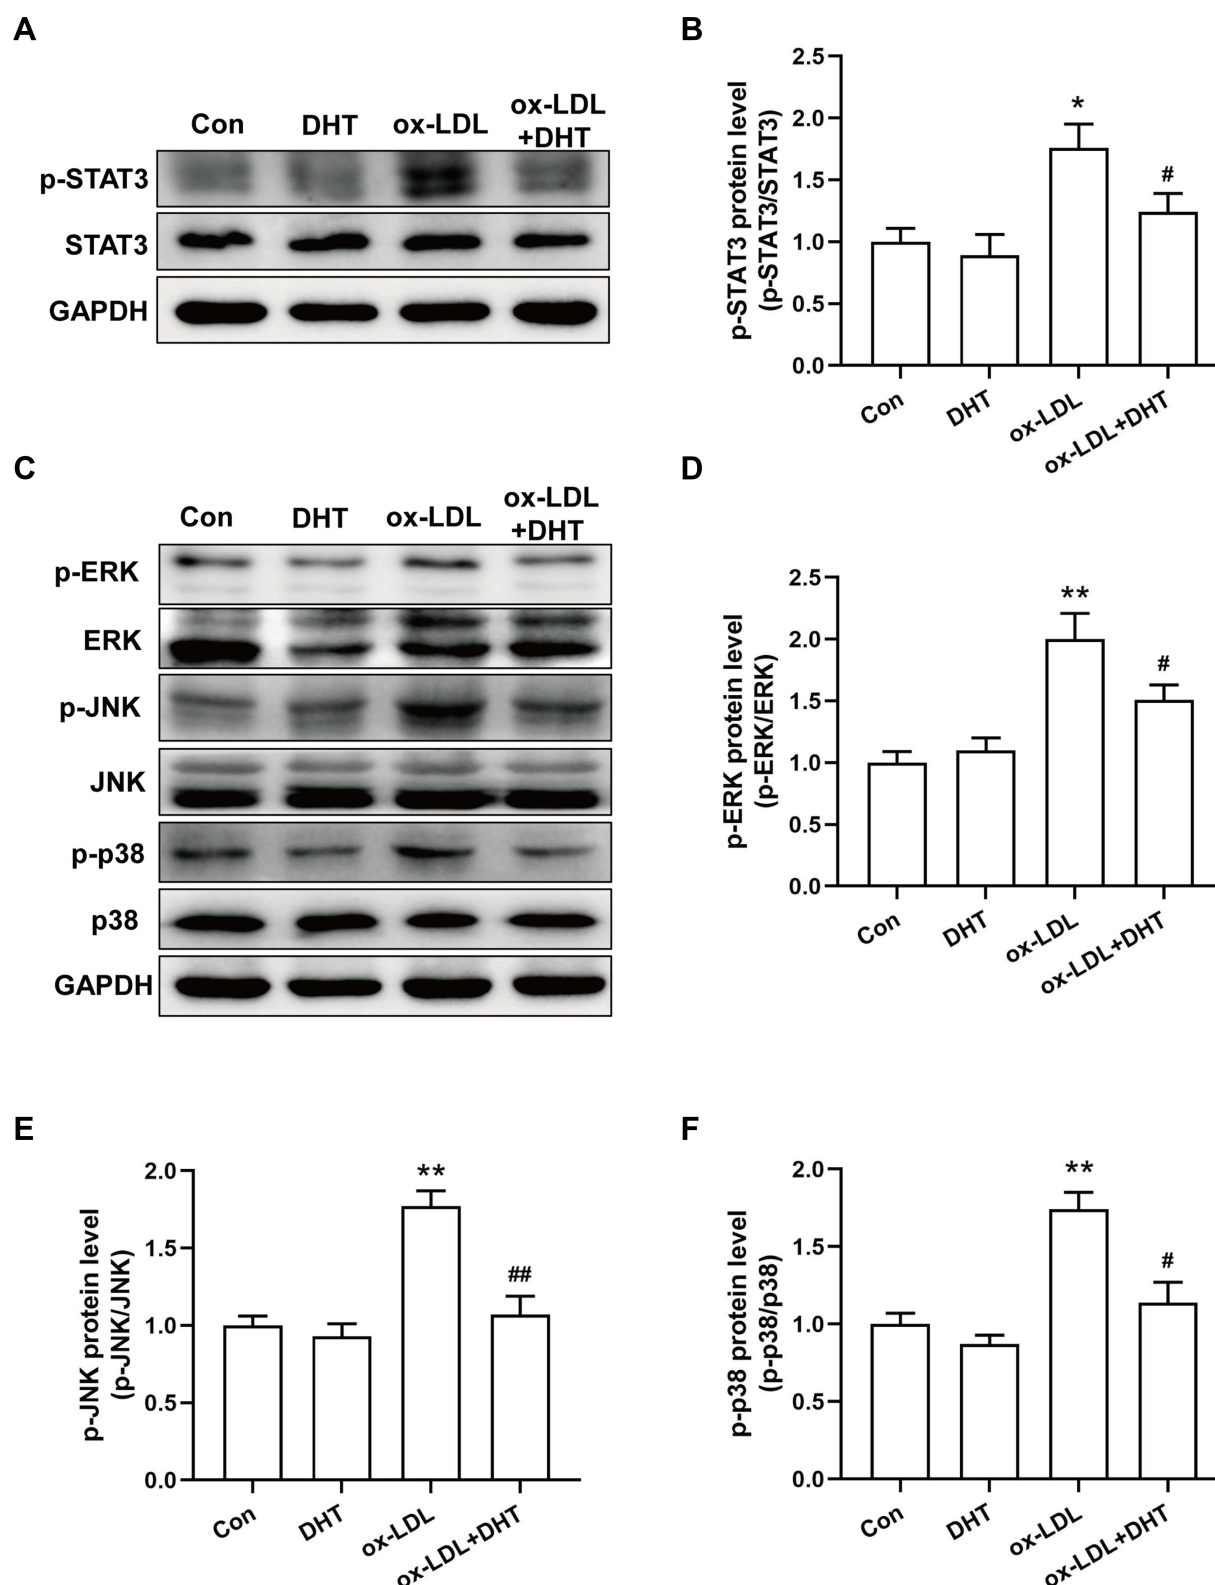 A
Con
DHT
ox-LDL
ox-LDL
+DHT
p-STAT3
STAT3
GAPDH
B
p-STAT3 protein level
(p-STAT3/STAT3)
2.5
2.0
1.5
1.0
0.5
0.0
*
#
Con
DHT
ox-LDL
ox-LDL+DHT
C
Con
DHT
ox-LDL
ox-LDL
+DHT
p-ERK
ERK
p-JNK
JNK
p-p38
p38
GAPDH
D
p-ERK protein level
(p-ERK/ERK)
2.5
2.0
1.5
1.0
0.5
0.0
**
#
Con
DHT
ox-LDL
ox-LDL+DHT
E
p-JNK protein level
(p-JNK/JNK)
2.0
1.5
1.0
0.5
0.0
**
##
Con
DHT
ox-LDL
ox-LDL+DHT
F
p-p38 protein level
(p-p38/p38)
2.0
1.5
1.0
0.5
0.0
**
#
Con
DHT
ox-LDL
ox-LDL+DHT